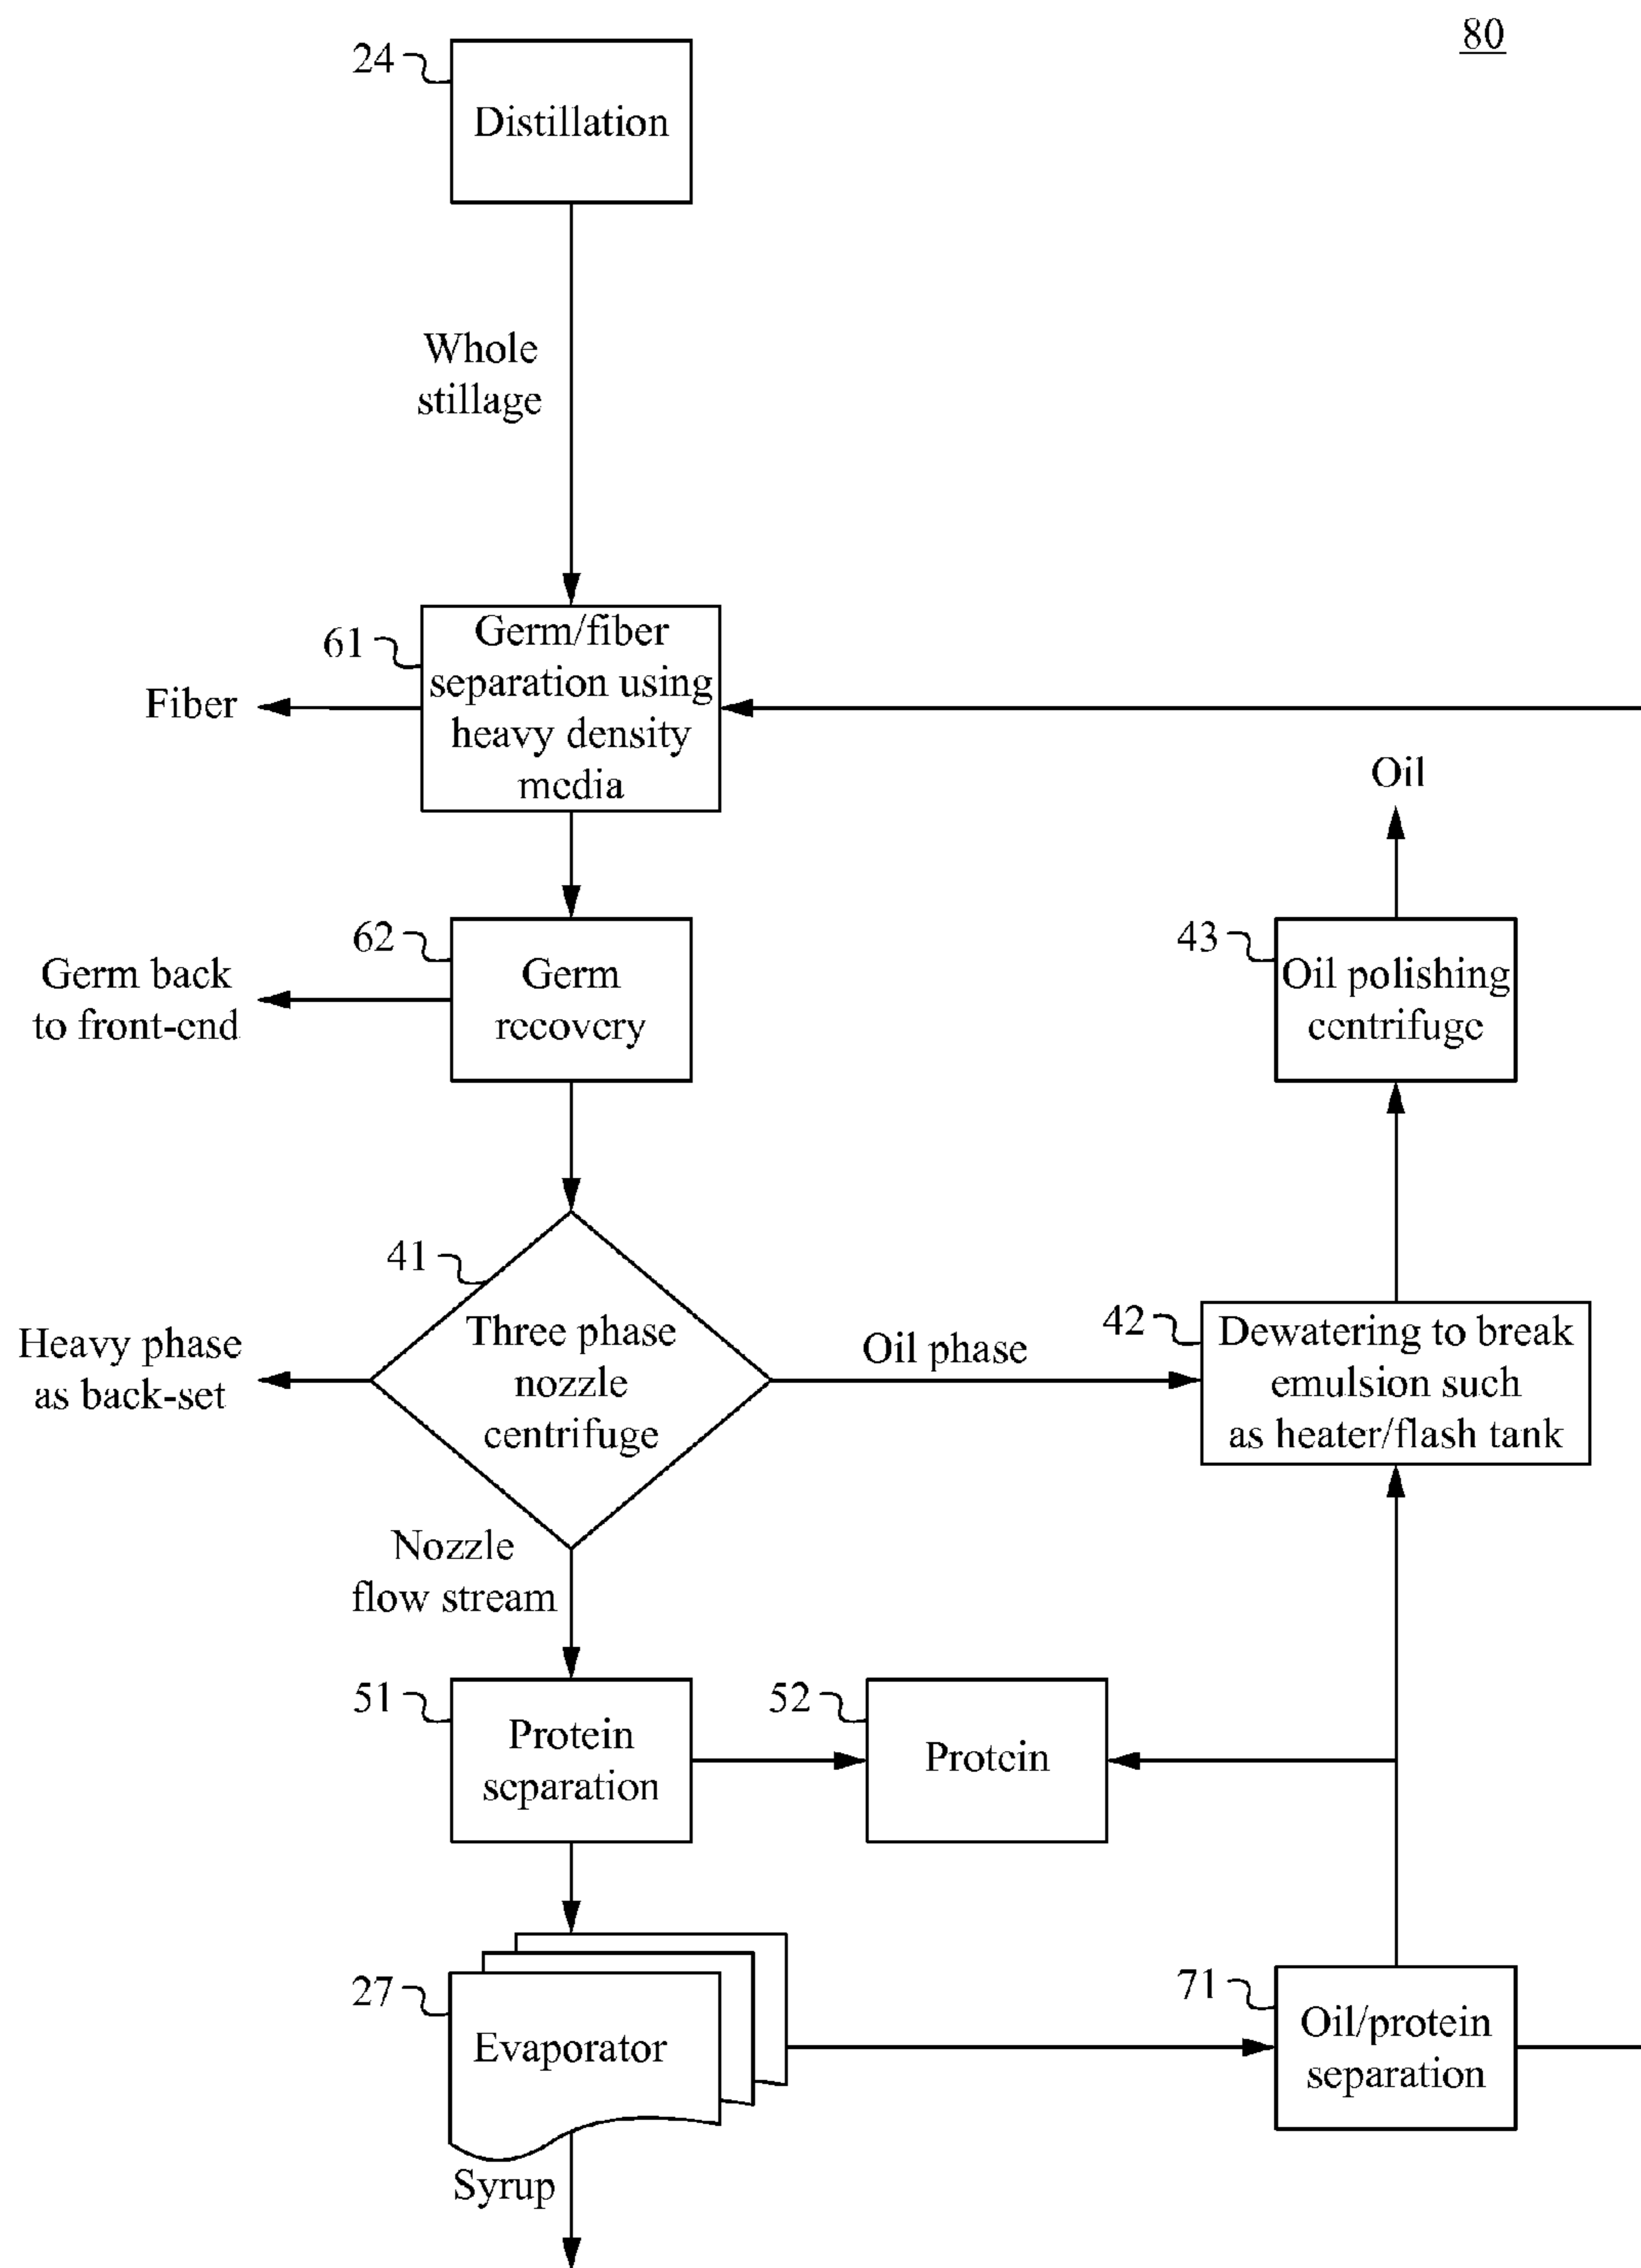 80
24
Distillation
Whole
stillage
61
Germ/fiber
separation using
heavy density
media
Fiber
Oil
62
Germ
recovery
Germ back
to front-end
43
Oil polishing
centrifuge
41
Three phase
nozzle
centrifuge
Heavy phase
as back-set
Oil phase
42
Dewatering to break
emulsion such
as heater/flash tank
Nozzle
flow stream
51
Protein
separation
52
Protein
27
Evaporator
71
Oil/protein
separation
Syrup